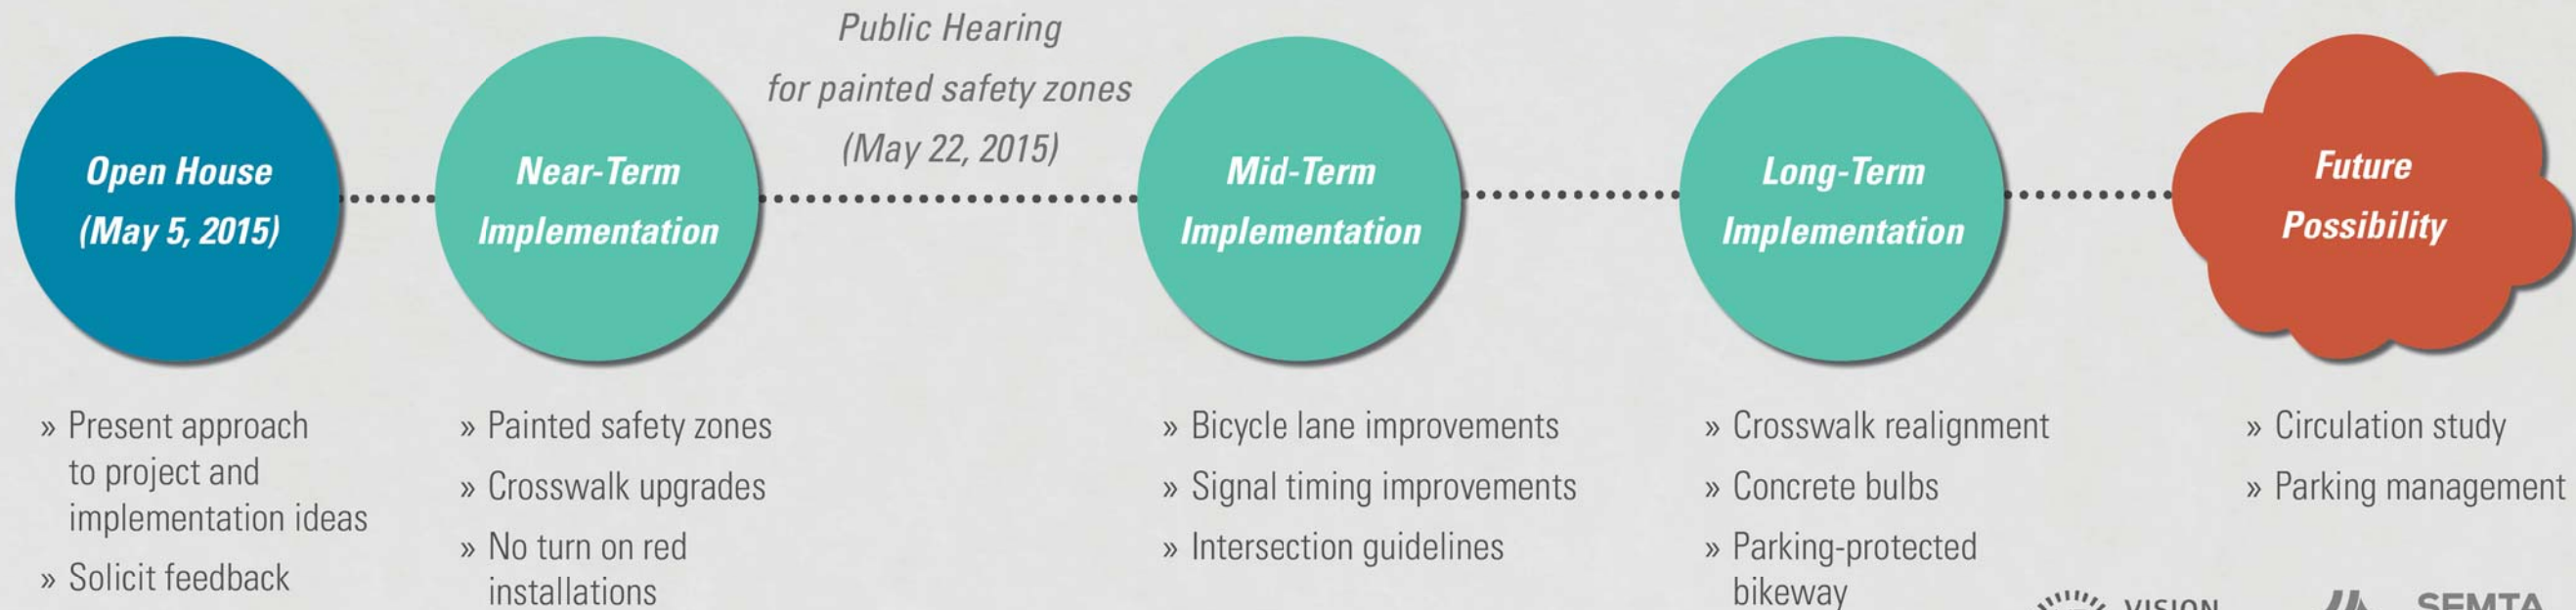 Public Hearing
for painted safety zones
(May 22, 2015)
Open House
(May 5, 2015)
Near-Term
Implementation
Mid-Term
Implementation
Long-Term
Implementation
Future
Possibility
» Present approach
to project and
implementation ideas
» Solicit feedback
» Painted safety zones
» Crosswalk upgrades
» No turn on red
installations
» Bicycle lane improvements
» Signal timing improvements
» Intersection guidelines
» Crosswalk realignment
» Concrete bulbs
» Parking-protected
bikeway
» Circulation study
» Parking management
VISION
SFMTA